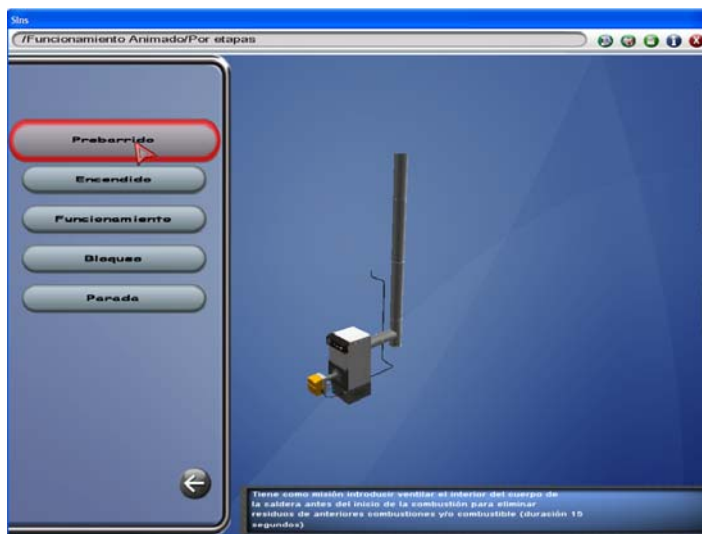 SIns
/Funcionamiento Animado/Por etapas
Prebarrido
Encendido
Funcionamiento
Bloqueo
Parada
Tiene como misión introducir ventilar el interior del cuerpo de
la caldera antes del inicio de la combustión para eliminar
residuos de anteriores combustiones y/o combustible (duración 15
segundos)